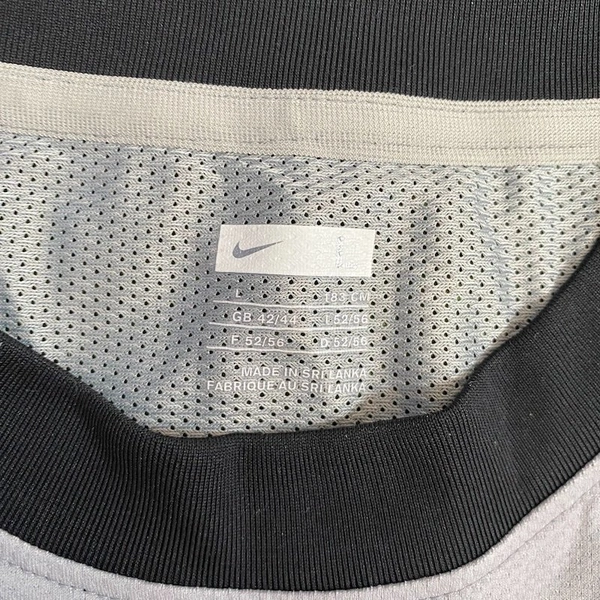 L 183 CM
GB 42/44 I 52/56
F 52/56 D 52/56
MADE IN SRI LANKA
FABRIQUE AU SRI LANKA